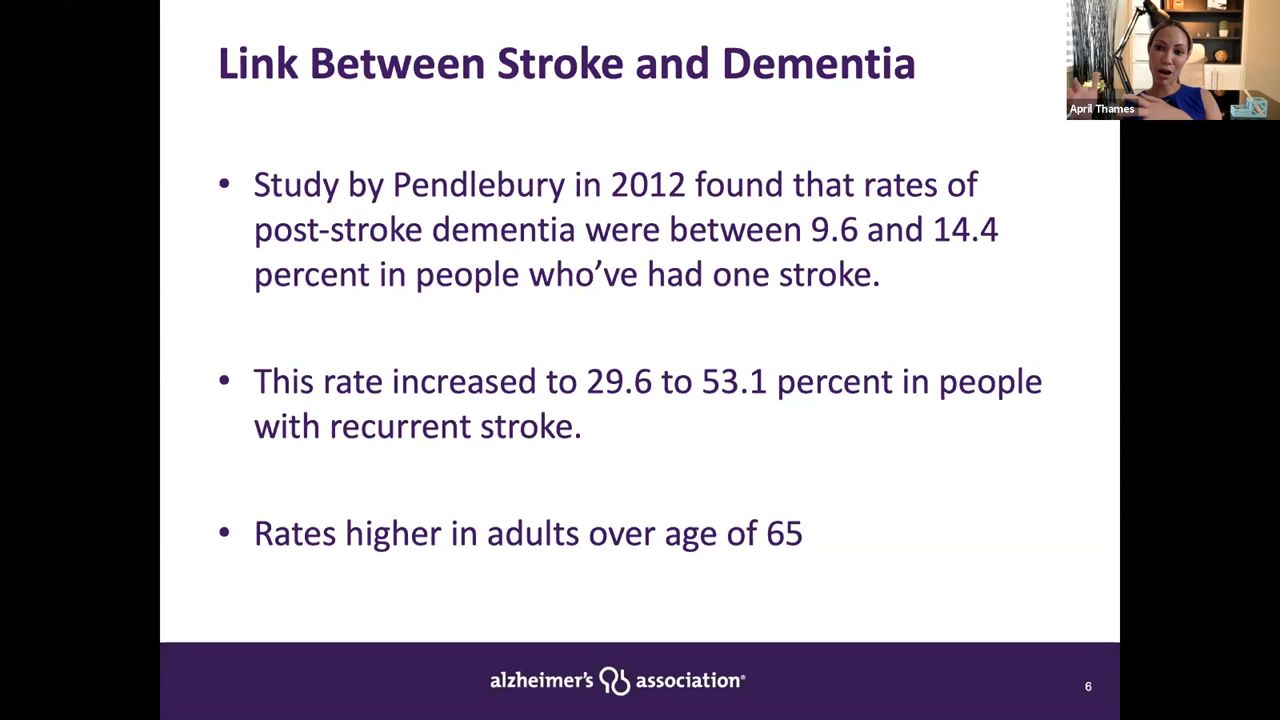 Link Between Stroke and Dementia
April Thames
• Study by Pendlebury in 2012 found that rates of
post-stroke dementia were between 9.6 and 14.4
percent in people who’ve had one stroke.
• This rate increased to 29.6 to 53.1 percent in people
with recurrent stroke.
• Rates higher in adults over age of 65
alzheimer's association®
6